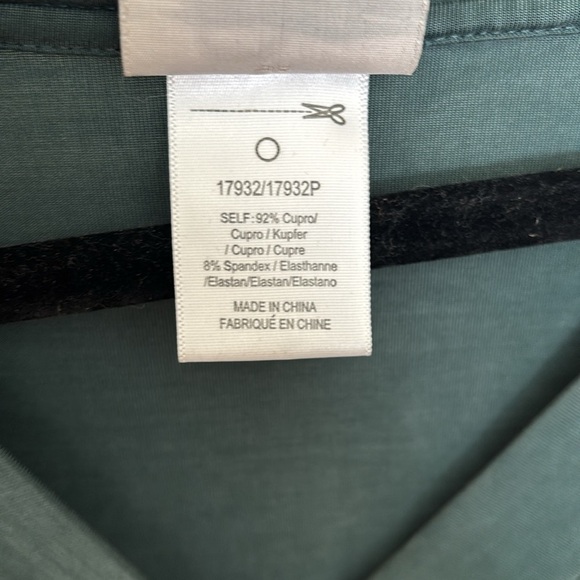 17932/17932P
SELF: 92% Cupro/
Cupro / Kupfer
/ Cupro / Cupre
8% Spandex / Elasthanne
/Elastan/Elastan/Elastano
MADE IN CHINA
FABRIQUÉ EN CHINE